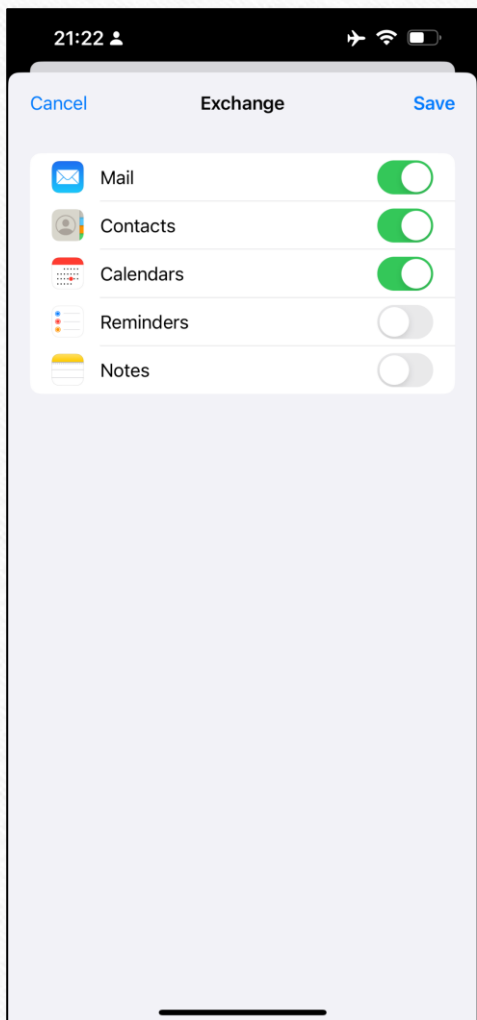 21:22
Cancel Exchange Save
Mail
Contacts
Calendars
Reminders
Notes